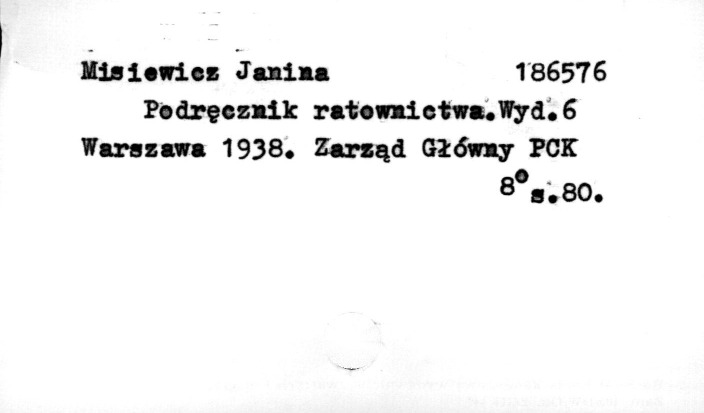 Misiewicz Janina 186576
Podręcznik ratownictwa.Wyd.6
Warszawa 1938. Zarząd Główny PCK
8° s.80.